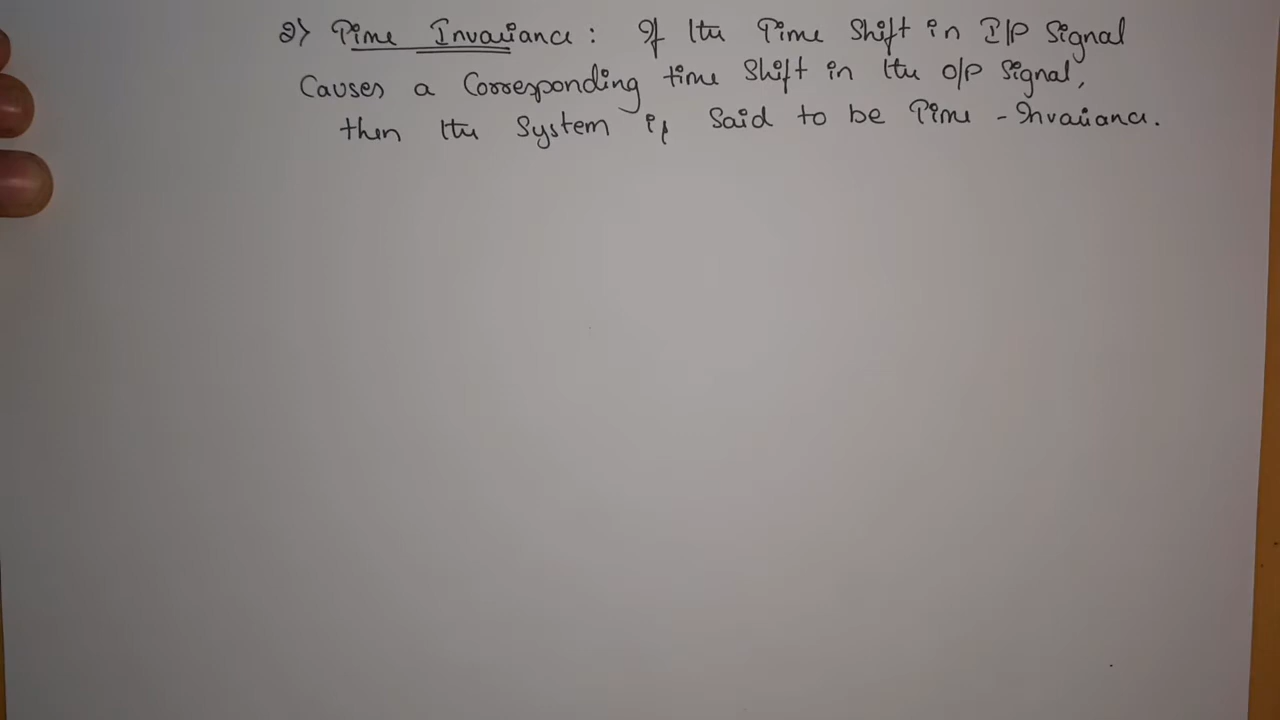 2) Time Invariance : If the Time Shift in I/P Signal
Causes a Corresponding time Shift in the O/P Signal,
then the System is Said to be Time - Invariance.